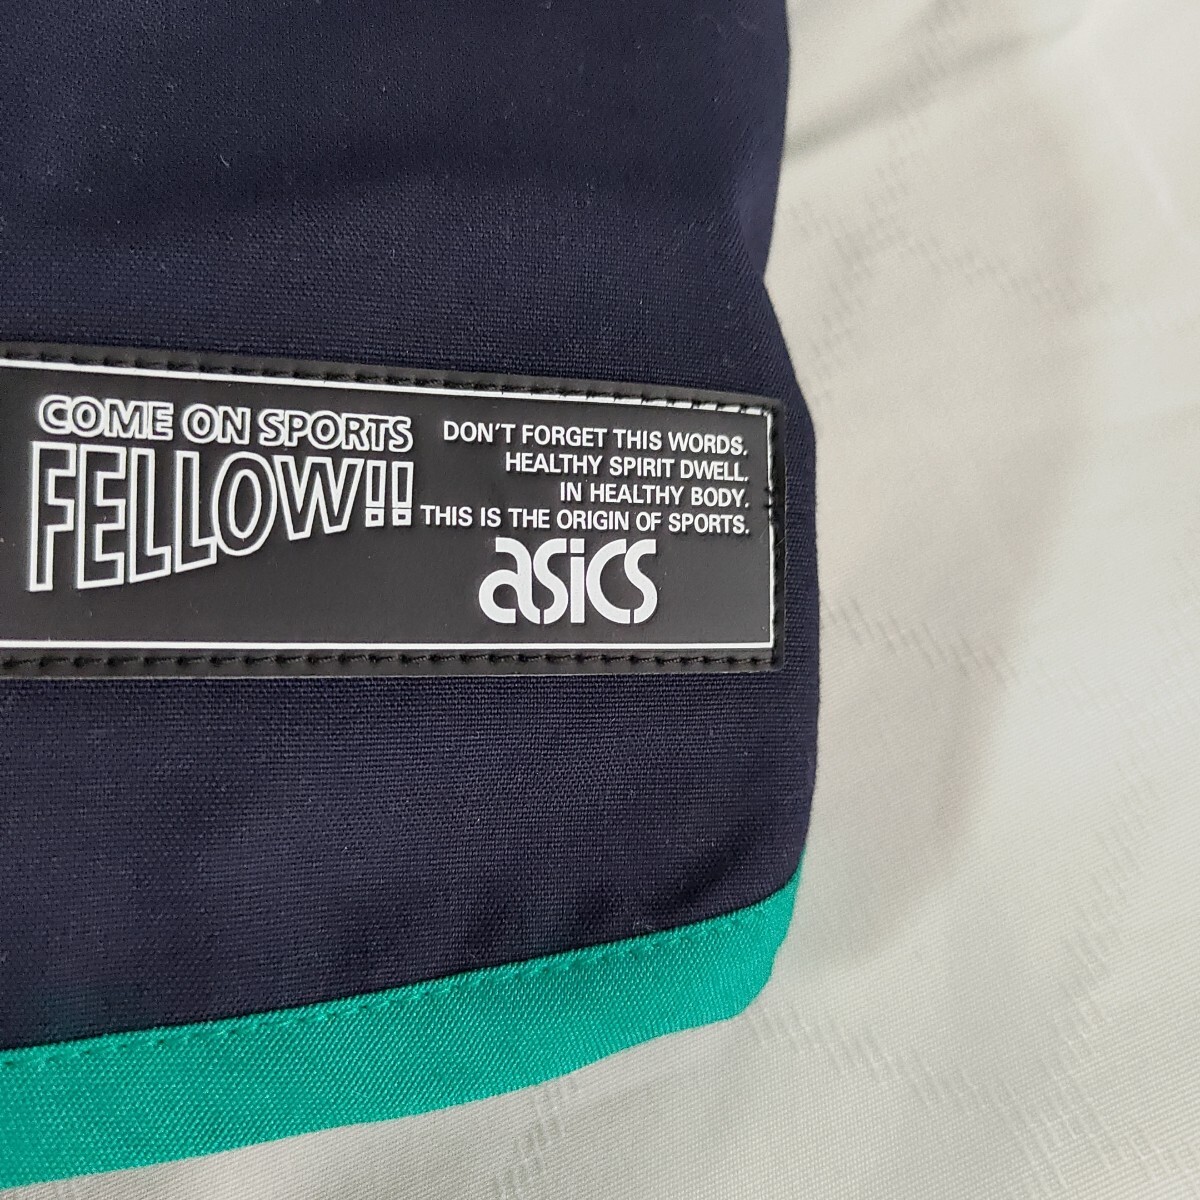 COME ON SPORTS
FELLOW!!
DON'T FORGET THIS WORDS.
HEALTHY SPIRIT DWELL.
IN HEALTHY BODY.
THIS IS THE ORIGIN OF SPORTS.
asics